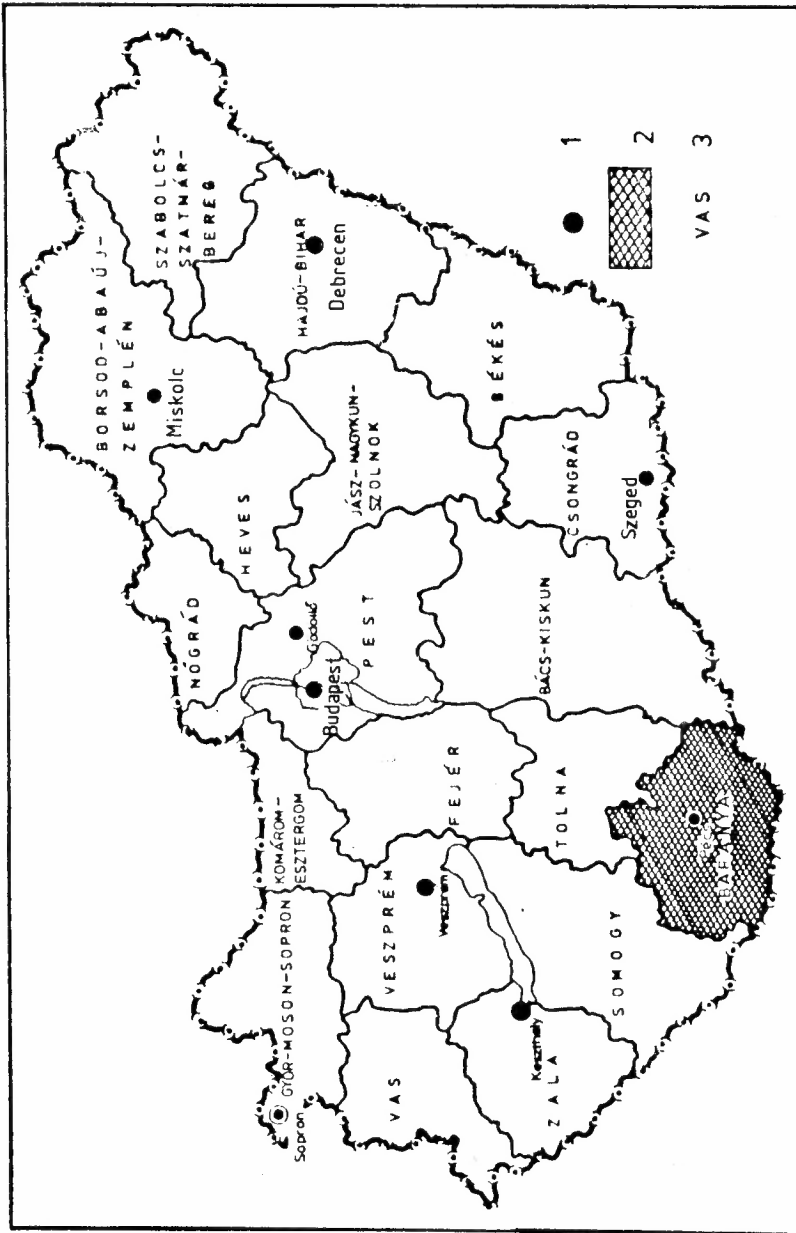 BORSOD-ABAÚJ-
ZEMPLÉN
Miskolc
SZABOLCS-
SZATMÁR-
BEREG
HAJDÚ-BIHAR
Debrecen
NÓGRÁD
HEVES
JÁSZ-NAGYKUN-
SZOLNOK
BÉKÉS
CSONGRÁD
Szeged
PEST
Budapest
BÁCS-KISKUN
KOMÁROM-
ESZTERGOM
FEJÉR
TOLNA
GYŐR-MOSON-SOPRON
Sopron
VESZPRÉM
Veszprém
SOMOGY
BARANYA
VAS
ZALA
Keszthely
1
2
VAS 3